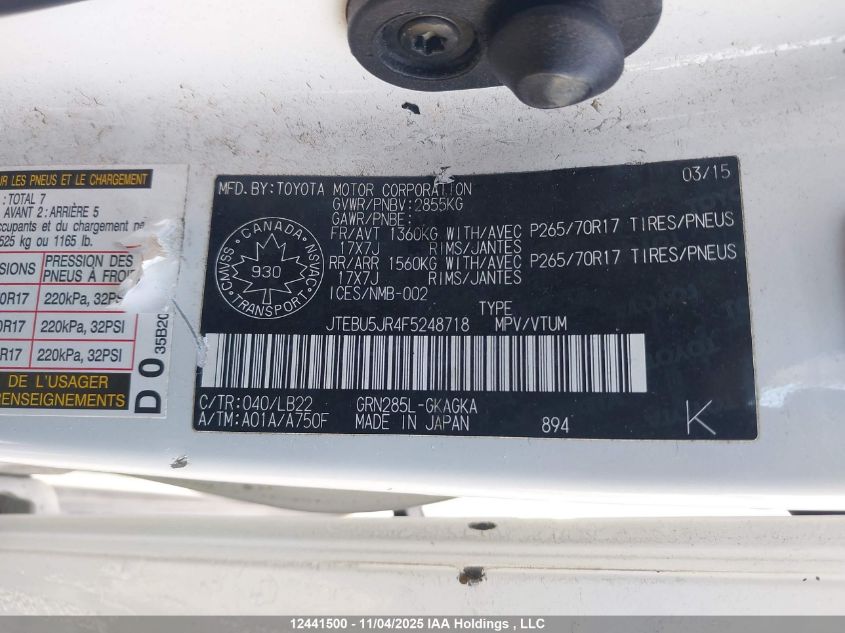 UR LES PNEUS ET LE CHARGEMENT
: TOTAL 7
AVANT 2: ARRIÈRE 5
ccupants et du chargement ne
525 kg ou 1165 lb.
SIONS PRESSION DES
PNEUS À FROI
0R17 220kPa, 32PSI
0R17 220kPa, 32PSI
R17 220kPa, 32PSI
DE L'USAGER
RENSEIGNEMENTS
D 0 35B20
03/15
MFD.BY:TOYOTA MOTOR CORPORATION
GVWR/PNBV:2855KG
GAWR/PNBE:
FR/AVT 1360KG WITH/AVEC P265/70R17 TIRES/PNEUS
17X7J RIMS/JANTES
RR/ARR 1560KG WITH/AVEC P265/70R17 TIRES/PNEUS
17X7J RIMS/JANTES
ICES/NMB-002
CANADA
CMVSS NSVAC
930
TRANSPORT
TYPE
JTEBU5JR4F5248718 MPV/VTUM
C/TR:040/LB22 GRN285L-GKAGKA
A/TM:A01A/A750F MADE IN JAPAN 894 K
12441500 - 11/04/2025 IAA Holdings , LLC